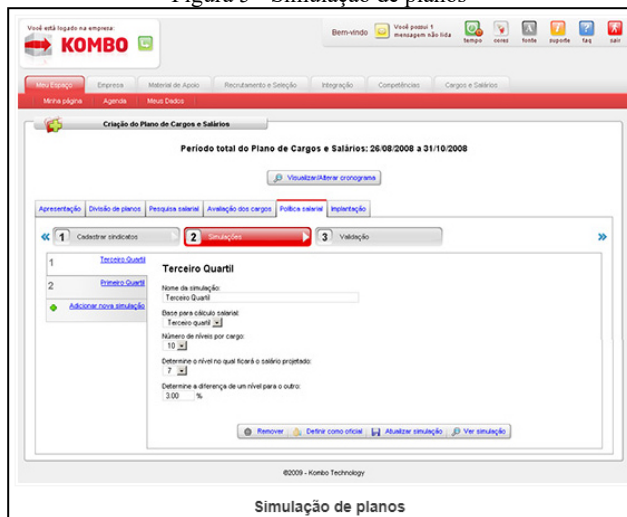 Figura 3 - Simulação de planos
Você está logado na empresa:
KOMBO
Bem-vindo
Você possui 1
mensagem não lida
tempo cores fonte suporte faq sair
Meu Espaço Empresa Material de Apoio Recrutamento e Seleção Integração Competências Cargos e Salários
Minha página Agenda Meus Dados
Criação do Plano de Cargos e Salários
Período total do Plano de Cargos e Salários: 26/08/2008 a 31/10/2008
Visualizar/Alterar cronograma
Apresentação Divisão de planos Pesquisa salarial Avaliação dos cargos Política salarial Implantação
1 Cadastrar sindicatos 2 Simulações 3 Validação
1 Terceiro Quartil
2 Primeiro Quartil
Adicionar nova simulação
Terceiro Quartil
Nome da simulação:
Terceiro Quartil
Base para cálculo salarial:
Terceiro quartil
Número de níveis por cargo:
10
Determine o nível no qual ficará o salário projetado:
7
Determine a diferença de um nível para o outro:
3.00 %
Remover Definir como oficial Atualizar simulação Ver simulação
©2009 - Kombo Technology
Simulação de planos